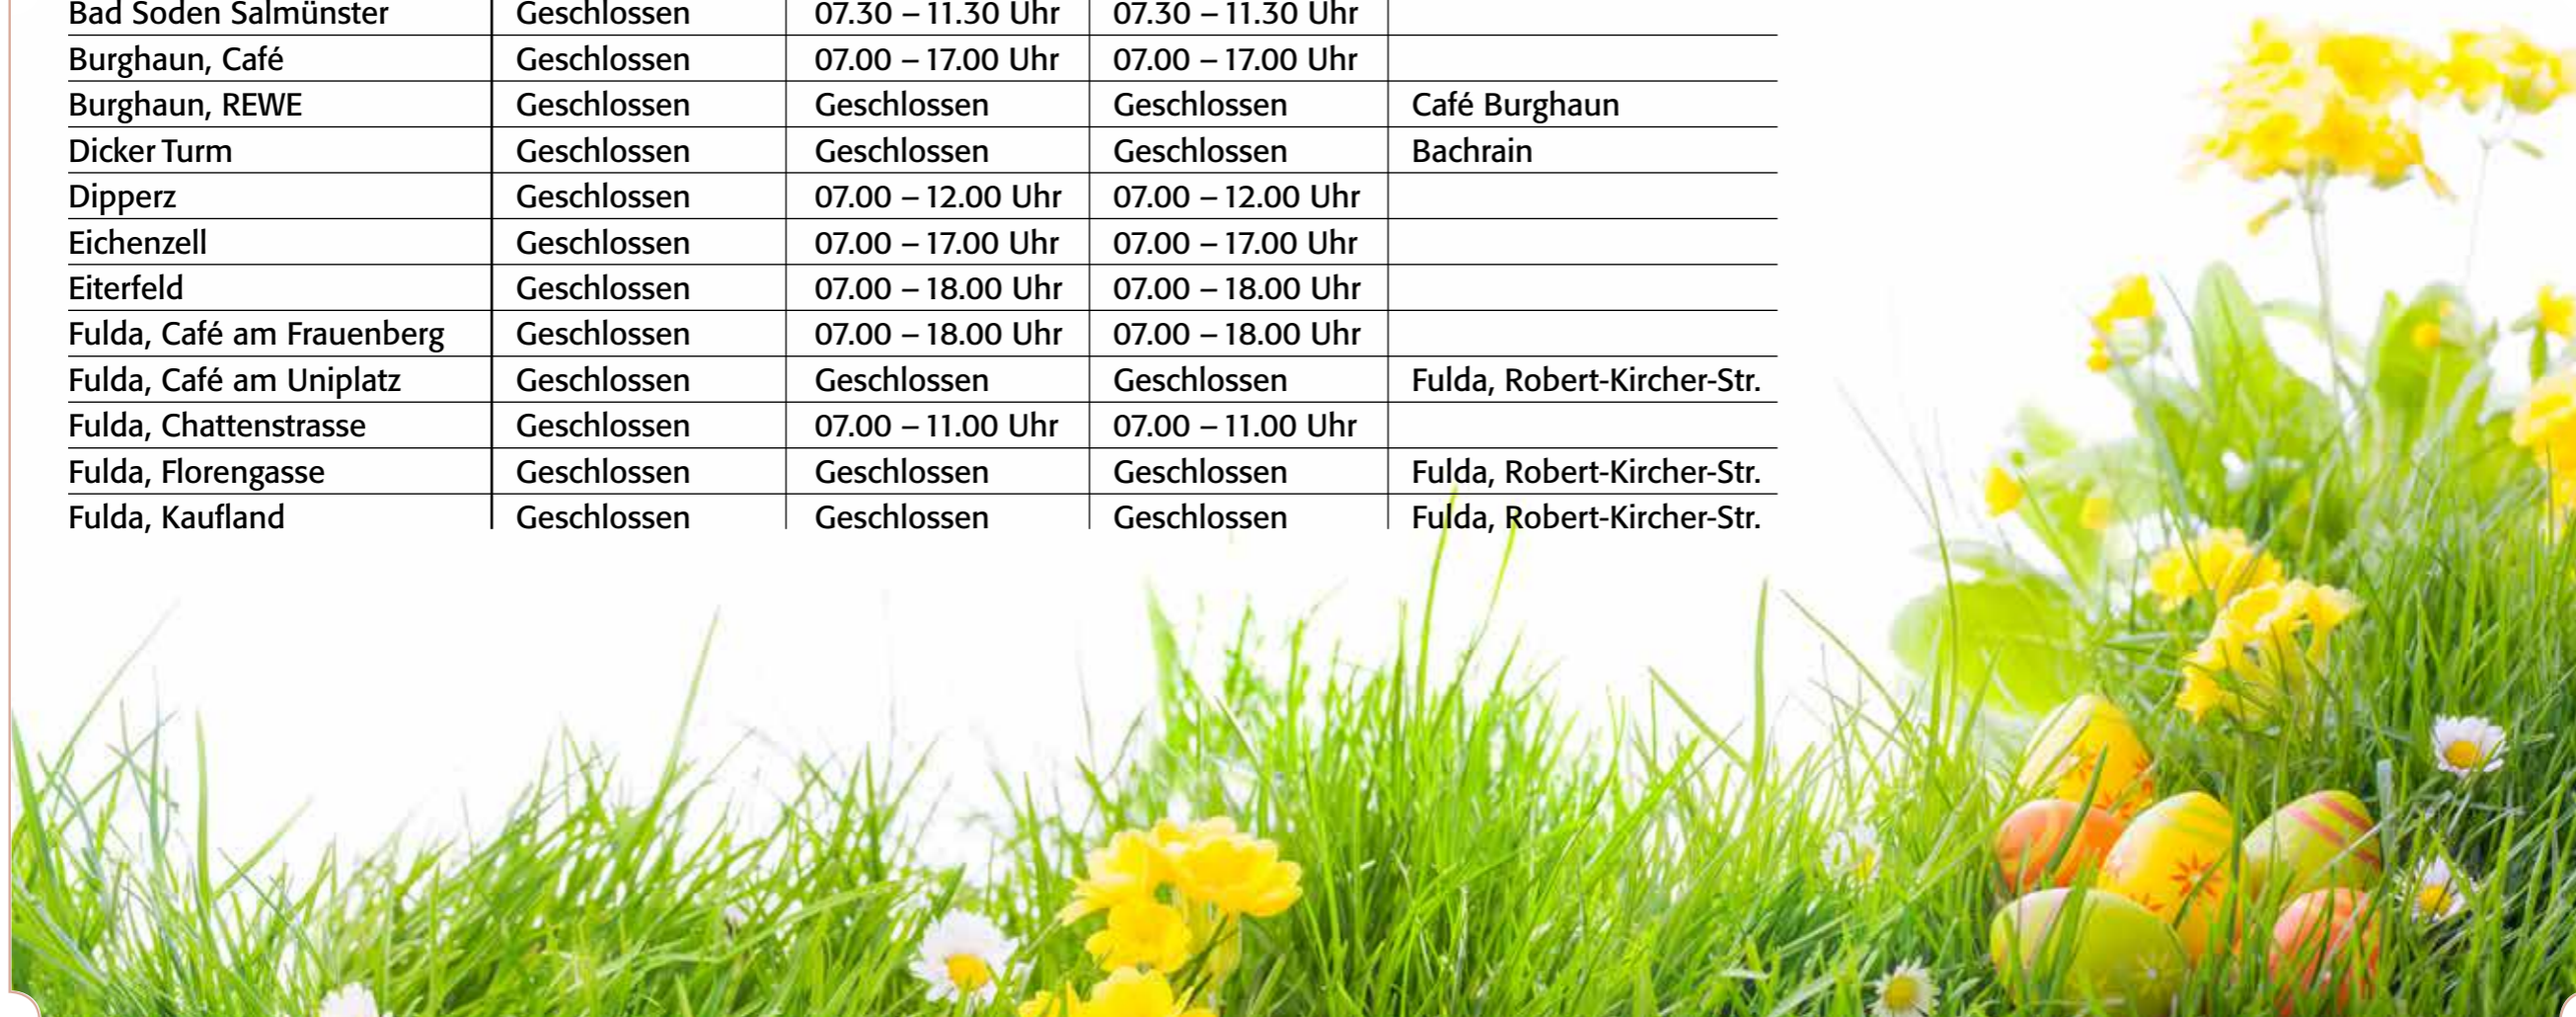 Bad Soden Salmünster Geschlossen 07.30 – 11.30 Uhr 07.30 – 11.30 Uhr
Burghaun, Café Geschlossen 07.00 – 17.00 Uhr 07.00 – 17.00 Uhr
Burghaun, REWE Geschlossen Geschlossen Geschlossen Café Burghaun
Dicker Turm Geschlossen Geschlossen Geschlossen Bachrain
Dipperz Geschlossen 07.00 – 12.00 Uhr 07.00 – 12.00 Uhr
Eichenzell Geschlossen 07.00 – 17.00 Uhr 07.00 – 17.00 Uhr
Eiterfeld Geschlossen 07.00 – 18.00 Uhr 07.00 – 18.00 Uhr
Fulda, Café am Frauenberg Geschlossen 07.00 – 18.00 Uhr 07.00 – 18.00 Uhr
Fulda, Café am Uniplatz Geschlossen Geschlossen Geschlossen Fulda, Robert-Kircher-Str.
Fulda, Chattenstrasse Geschlossen 07.00 – 11.00 Uhr 07.00 – 11.00 Uhr
Fulda, Florengasse Geschlossen Geschlossen Geschlossen Fulda, Robert-Kircher-Str.
Fulda, Kaufland Geschlossen Geschlossen Geschlossen Fulda, Robert-Kircher-Str.